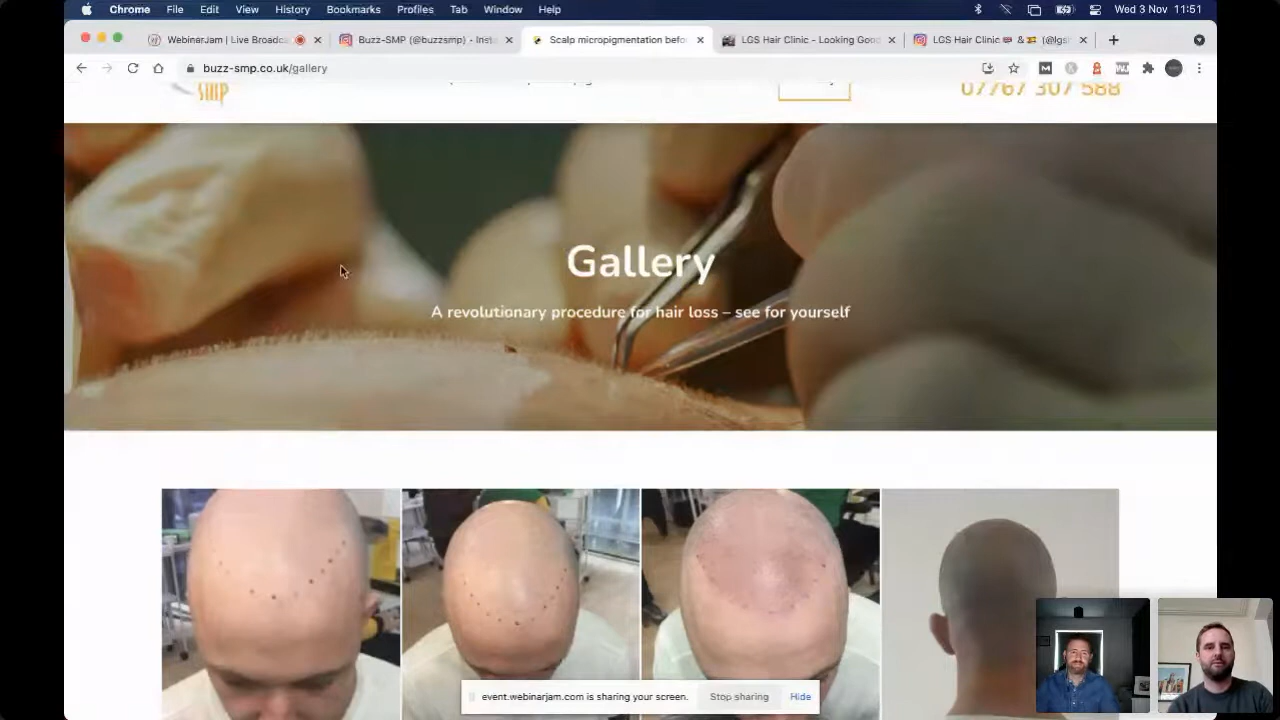 Chrome File Edit View History Bookmarks Profiles Tab Window Help Wed 3 Nov 11:51
WebinarJam | Live Broadca
Buzz-SMP (@buzzsmp) • Inst
Scalp micropigmentation befo
LGS Hair Clinic - Looking Goo
LGS Hair Clinic
buzz-smp.co.uk/gallery
smp
07767 307 588
Gallery
A revolutionary procedure for hair loss – see for yourself
event.webinarjam.com is sharing your screen. Stop sharing Hide